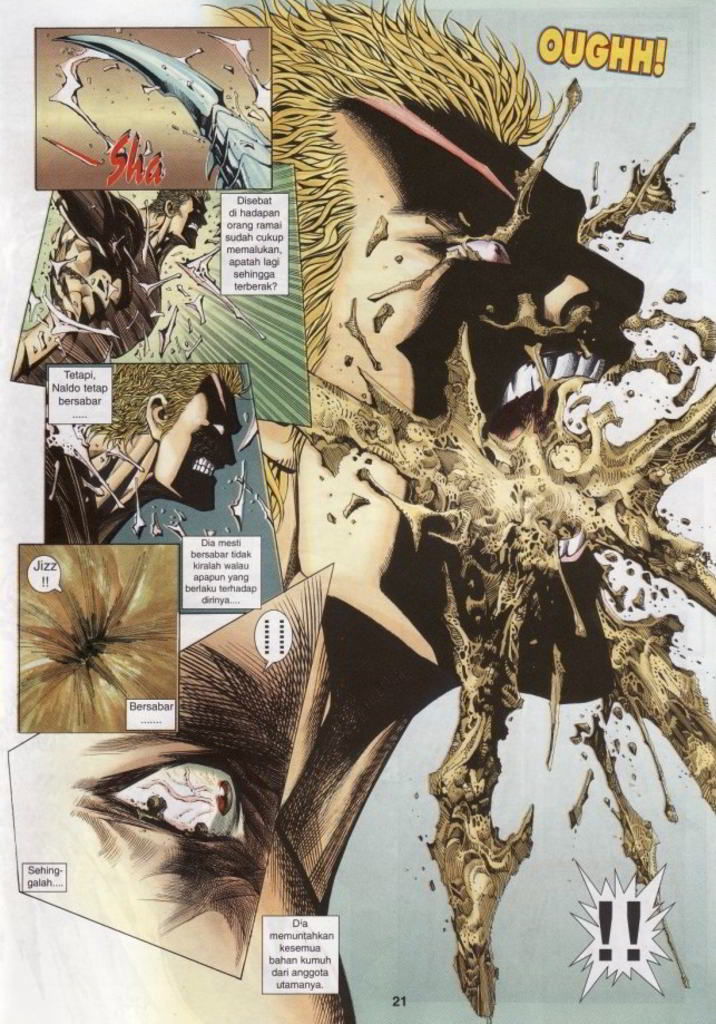 OUGHH!
Sha
Disebat
di hadapan
orang ramai
sudah cukup
memalukan,
apatah lagi
sehingga
terberak?
Tetapi,
Naldo tetap
bersabar
.....
Dia mesti
bersabar tidak
kiralah walau
apapun yang
berlaku terhadap
dirinya....
Jizz
!!
Bersabar
.......
!!!!
Sehing-
galah....
Dia
memuntahkan
kesemua
bahan kumuh
dari anggota
utamanya.
!!
21